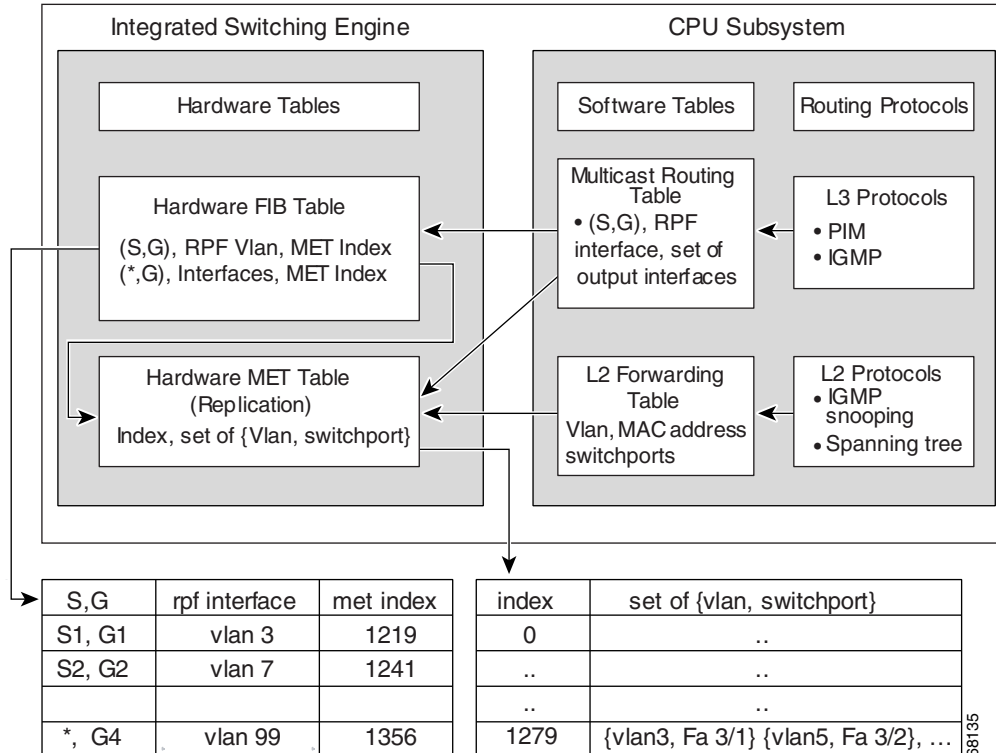 Integrated Switching Engine
CPU Subsystem
Hardware Tables
Software Tables
Routing Protocols
Hardware FIB Table
(S,G), RPF Vlan, MET Index
(*,G), Interfaces, MET Index
Multicast Routing
Table
• (S,G), RPF
interface, set of
output interfaces
L3 Protocols
• PIM
• IGMP
Hardware MET Table
(Replication)
Index, set of {Vlan, switchport}
L2 Forwarding
Table
Vlan, MAC address
switchports
L2 Protocols
• IGMP
snooping
• Spanning tree
S,G rpf interface met index
S1, G1 vlan 3 1219
S2, G2 vlan 7 1241
*, G4 vlan 99 1356
index set of {vlan, switchport}
0 ..
.. ..
.. ..
1279 {vlan3, Fa 3/1} {vlan5, Fa 3/2}, ...
68135